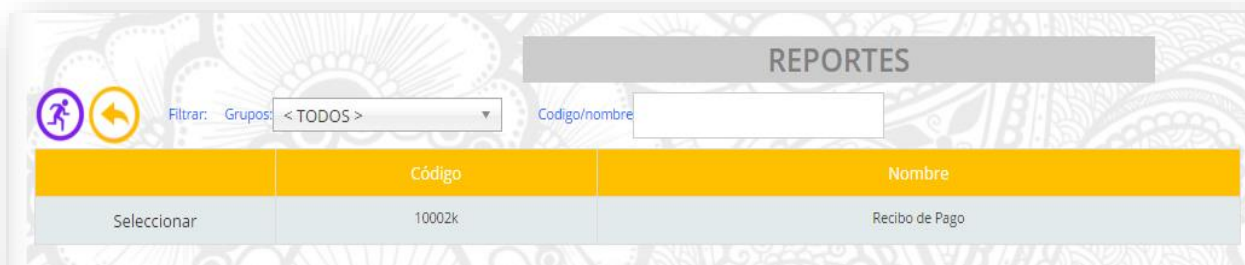 REPORTES
Filtrar: Grupos: < TODOS > Codigo/nombre
Código Nombre
Seleccionar 10002k Recibo de Pago